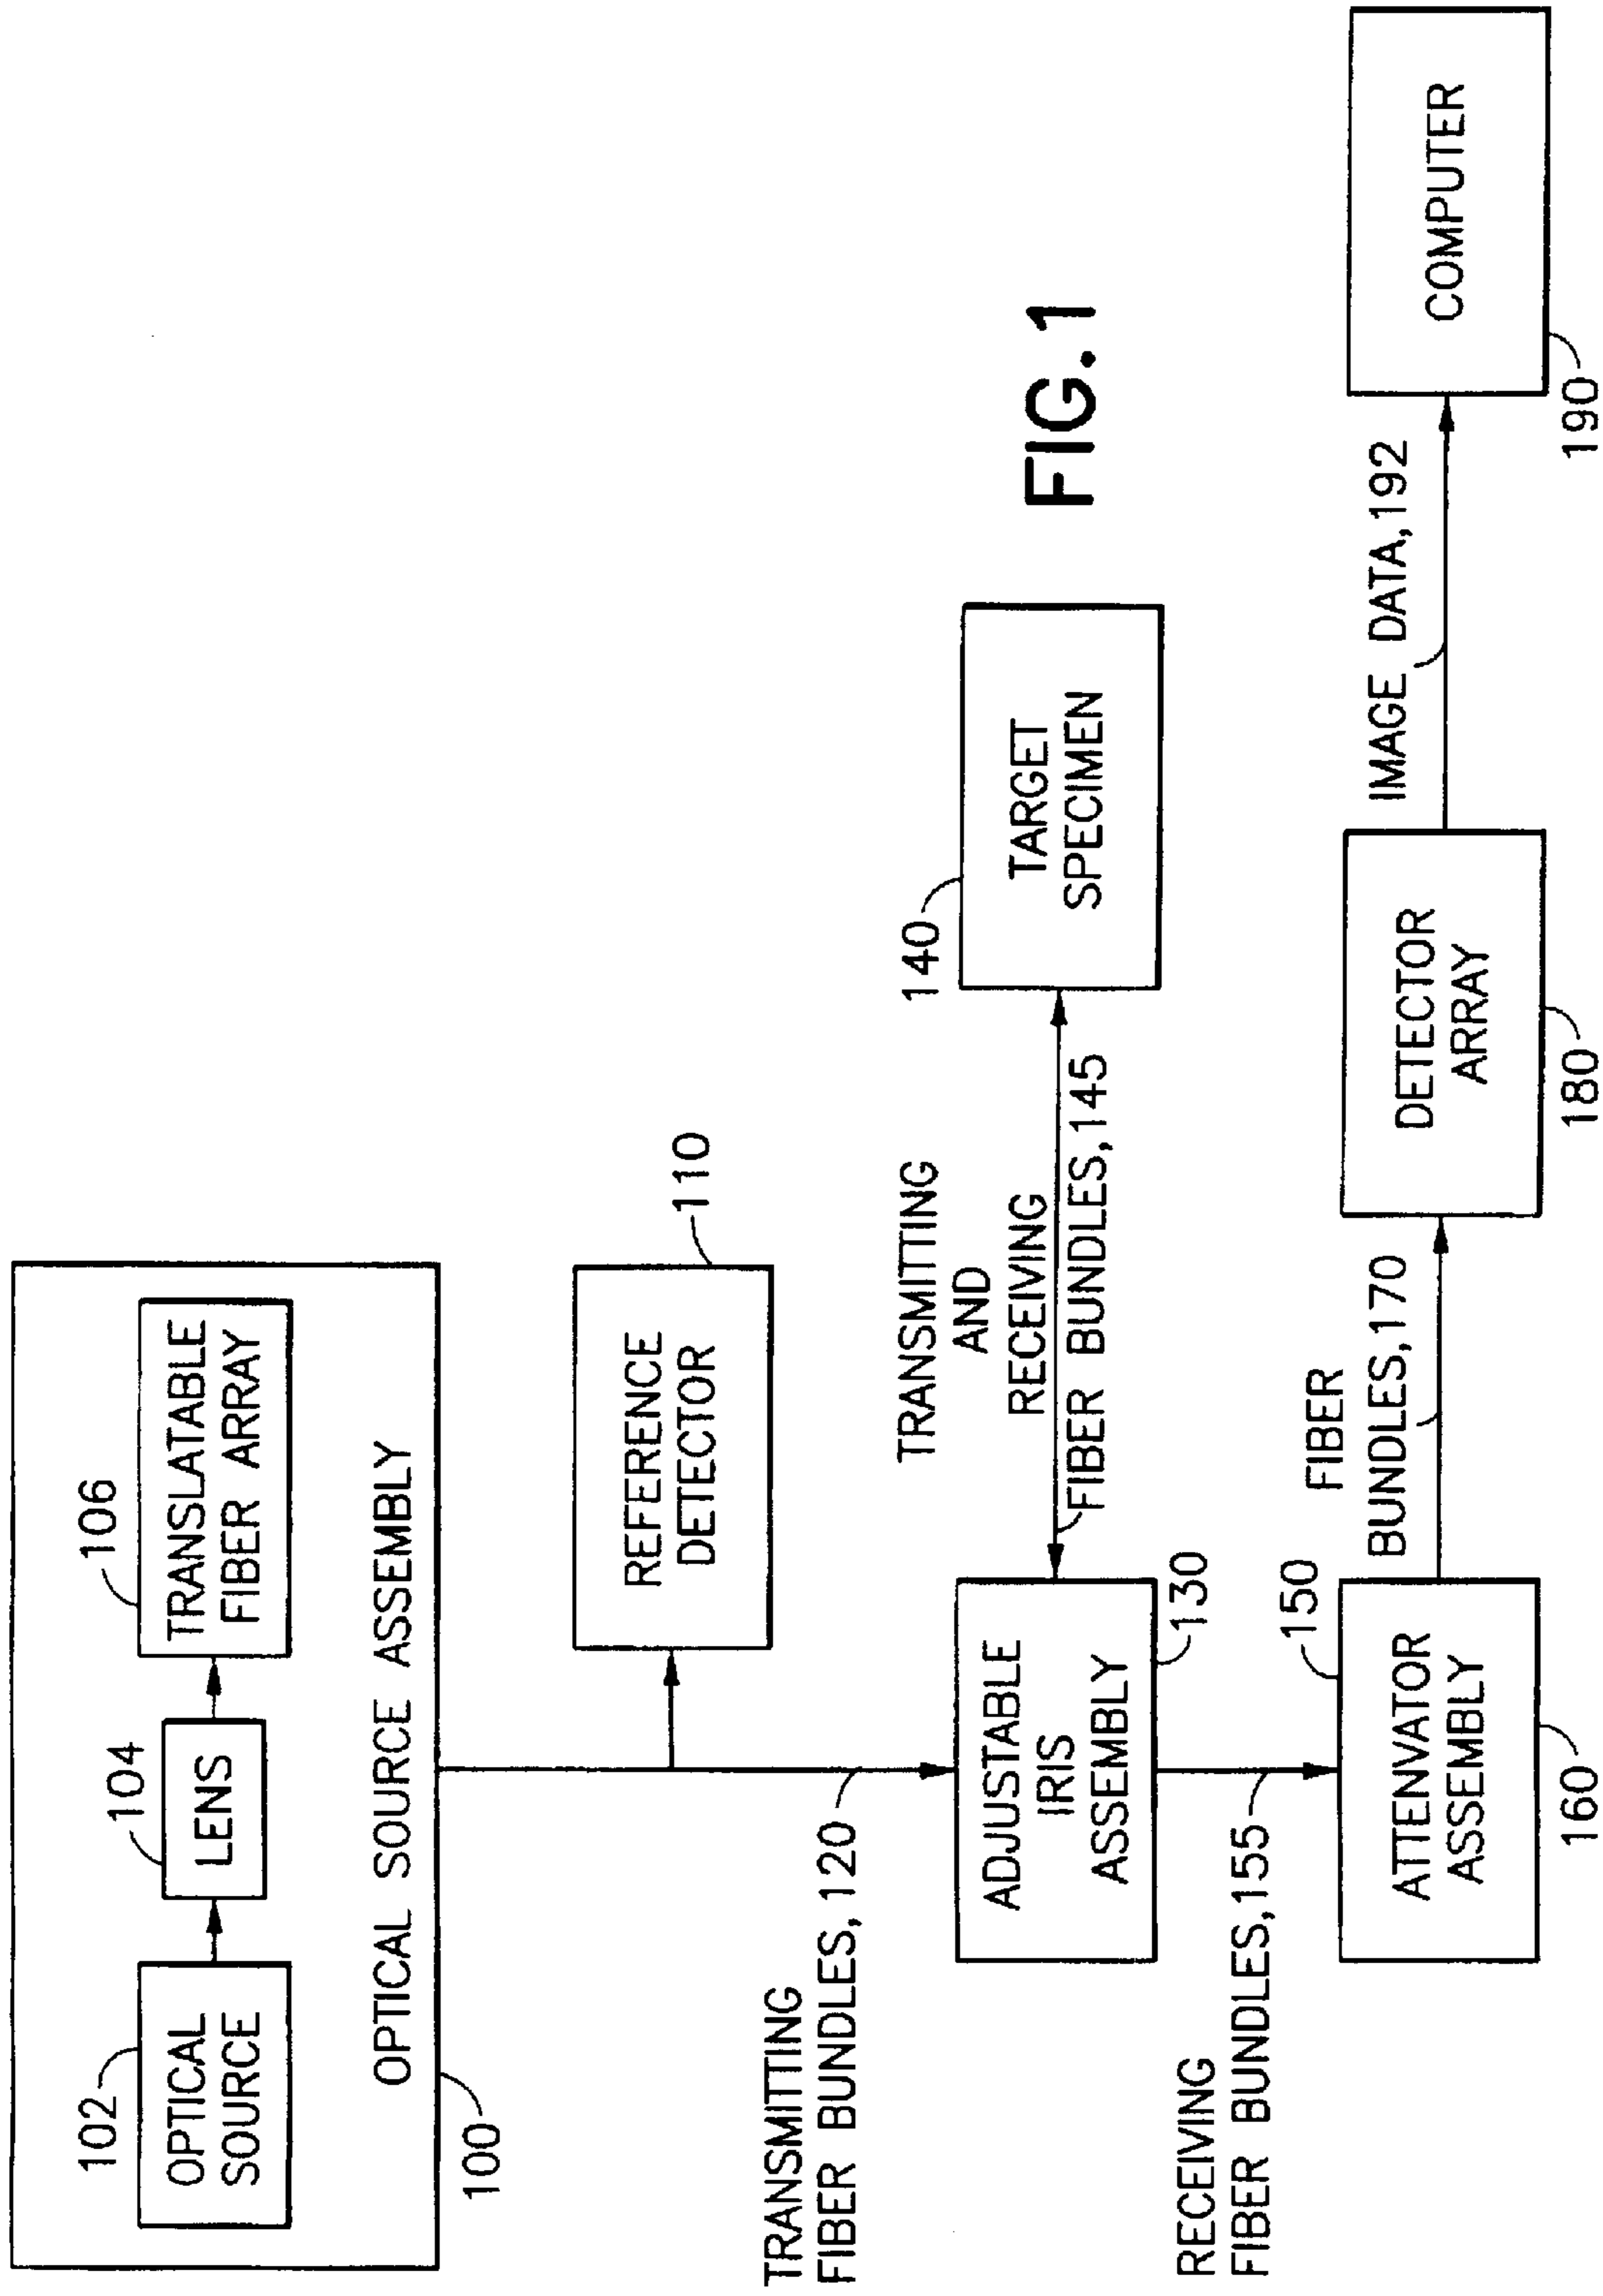 106
TRANSLATABLE
FIBER ARRAY
104
LENS
102
OPTICAL
SOURCE
OPTICAL SOURCE ASSEMBLY
100
110
REFERENCE
DETECTOR
TRANSMITTING
FIBER BUNDLES, 120
ADJUSTABLE
IRIS
ASSEMBLY
130
TRANSMITTING
AND
RECEIVING
FIBER BUNDLES, 145
140
TARGET
SPECIMEN
FIG. 1
RECEIVING
FIBER BUNDLES, 155
150
ATTENVATOR
ASSEMBLY
160
FIBER
BUNDLES, 170
DETECTOR
ARRAY
180
IMAGE DATA, 192
COMPUTER
190